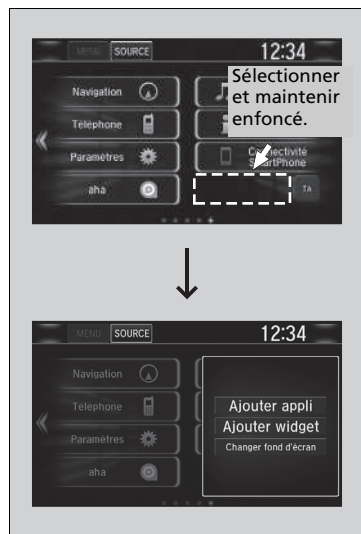 MENU SOURCE 12:34
Sélectionner
et maintenir
enfoncé.
Navigation
Téléphone
Paramètres
Connectivité
SmartPhone
aha
TA
MENU SOURCE 12:34
Navigation
Téléphone
Paramètres
aha
Ajouter appli
Ajouter widget
Changer fond d'écran